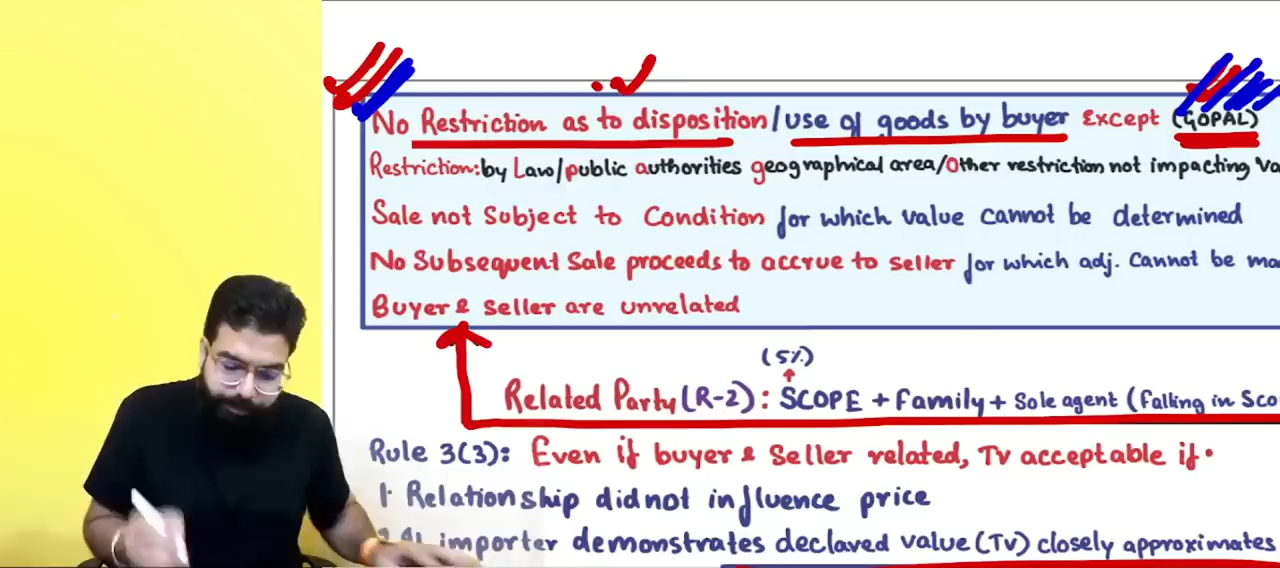 No Restriction as to disposition/use of goods by buyer Except (GOPAL)
Restriction: by Law/public authorities geographical area/Other restriction not impacting
Sale not Subject to Condition for which value cannot be determined
No Subsequent Sale proceeds to accrue to seller for which adj. Cannot be
Buyer & Seller are unrelated
(5%)
Related Party (R-2): SCOPE + Family + Sole agent (falling in
Rule 3(3): Even if buyer & Seller related, TV acceptable if
1. Relationship did not influence price
importer demonstrates declared value (TV) closely approximates